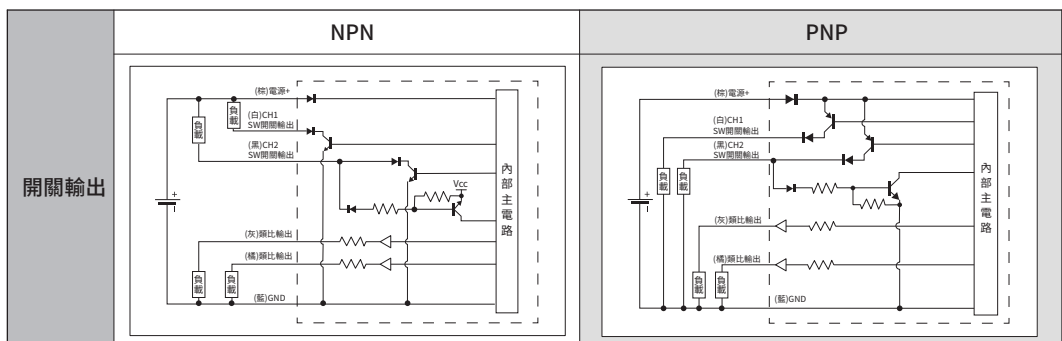 NPN
PNP
開關輸出
(棕)電源+
負載
負載
(白)CH1
SW開關輸出
(黑)CH2
SW開關輸出
Vcc
內部主電路
+
(灰)類比輸出
(橘)類比輸出
負載
負載
(藍)GND
(棕)電源+
(白)CH1
SW開關輸出
(黑)CH2
SW開關輸出
內部主電路
+
負載
負載
(灰)類比輸出
(橘)類比輸出
負載
負載
(藍)GND